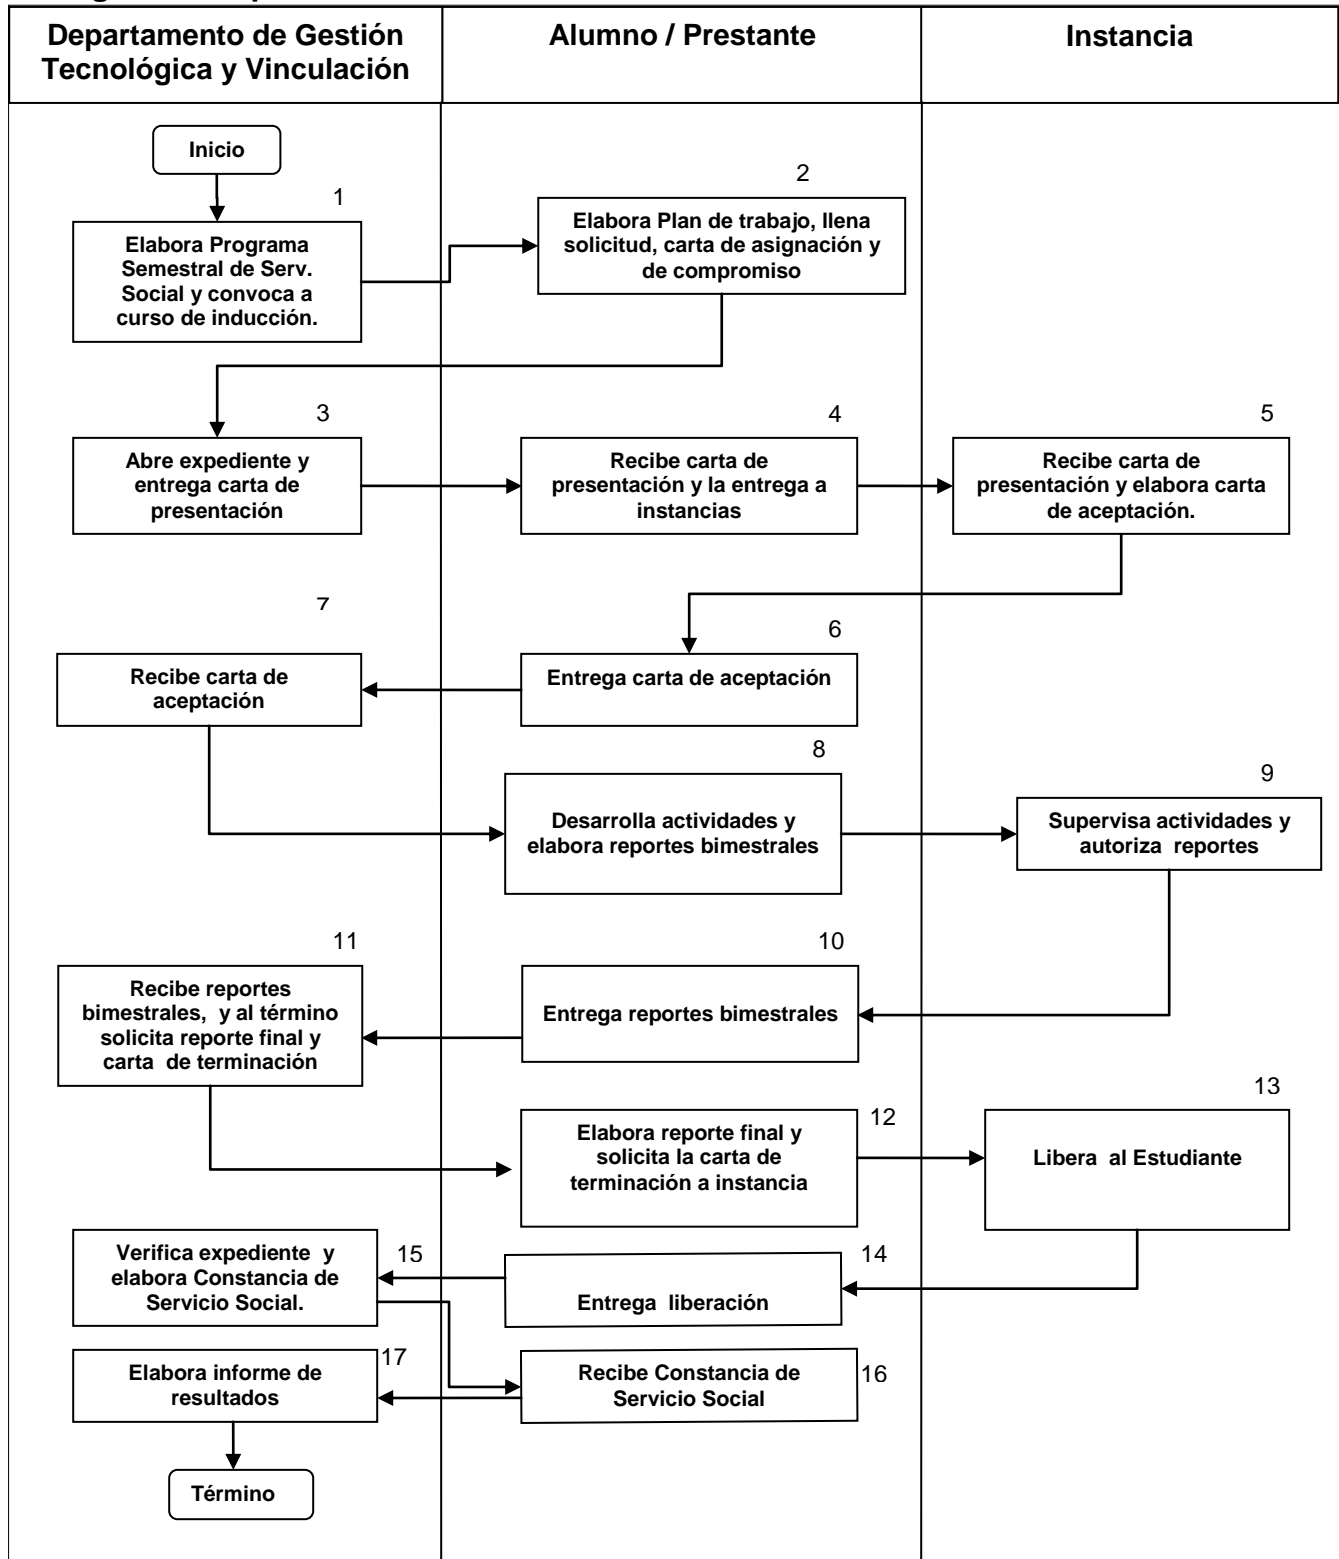 Departamento de Gestión
Tecnológica y Vinculación
Alumno / Prestante
Instancia
Inicio
1
Elabora Programa
Semestral de Serv.
Social y convoca a
curso de inducción.
2
Elabora Plan de trabajo, llena
solicitud, carta de asignación y
de compromiso
3
Abre expediente y
entrega carta de
presentación
4
Recibe carta de
presentación y la entrega a
instancias
5
Recibe carta de
presentación y elabora carta
de aceptación.
6
Entrega carta de aceptación
7
Recibe carta de
aceptación
8
Desarrolla actividades y
elabora reportes bimestrales
9
Supervisa actividades y
autoriza reportes
10
Entrega reportes bimestrales
11
Recibe reportes
bimestrales, y al término
solicita reporte final y
carta de terminación
12
Elabora reporte final y
solicita la carta de
terminación a instancia
13
Libera al Estudiante
14
Entrega liberación
15
Verifica expediente y
elabora Constancia de
Servicio Social.
16
Recibe Constancia de
Servicio Social
17
Elabora informe de
resultados
Término